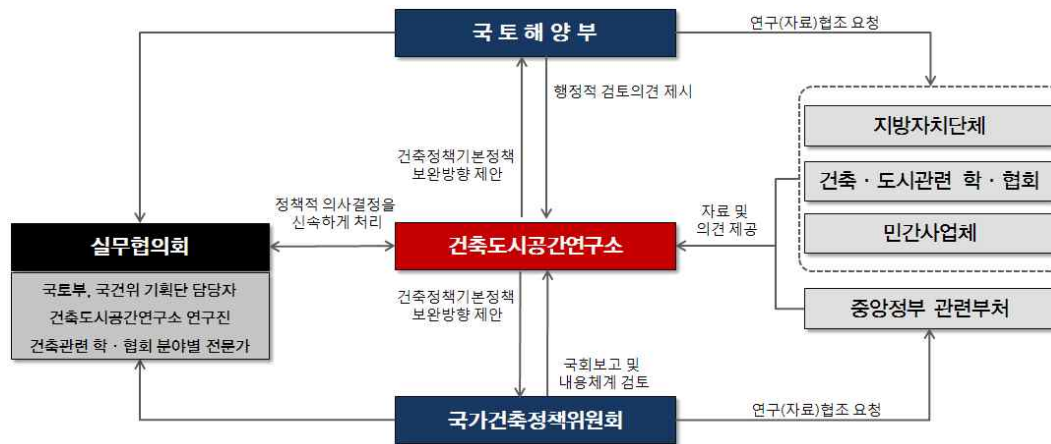 국토해양부
연구(자료)협조 요청
행정적 검토의견 제시
지방자치단체
건축정책기본정책
보완방향 제안
건축 · 도시관련 학 · 협회
정책적 의사결정을
신속하게 처리
자료 및
의견 제공
실무협의회
건축도시공간연구소
민간사업체
국토부, 국건위 기획단 담당자
건축도시공간연구소 연구진
건축관련 학 · 협회 분야별 전문가
건축정책기본정책
보완방향 제안
중앙정부 관련부처
국회보고 및
내용체계 검토
국가건축정책위원회
연구(자료)협조 요청